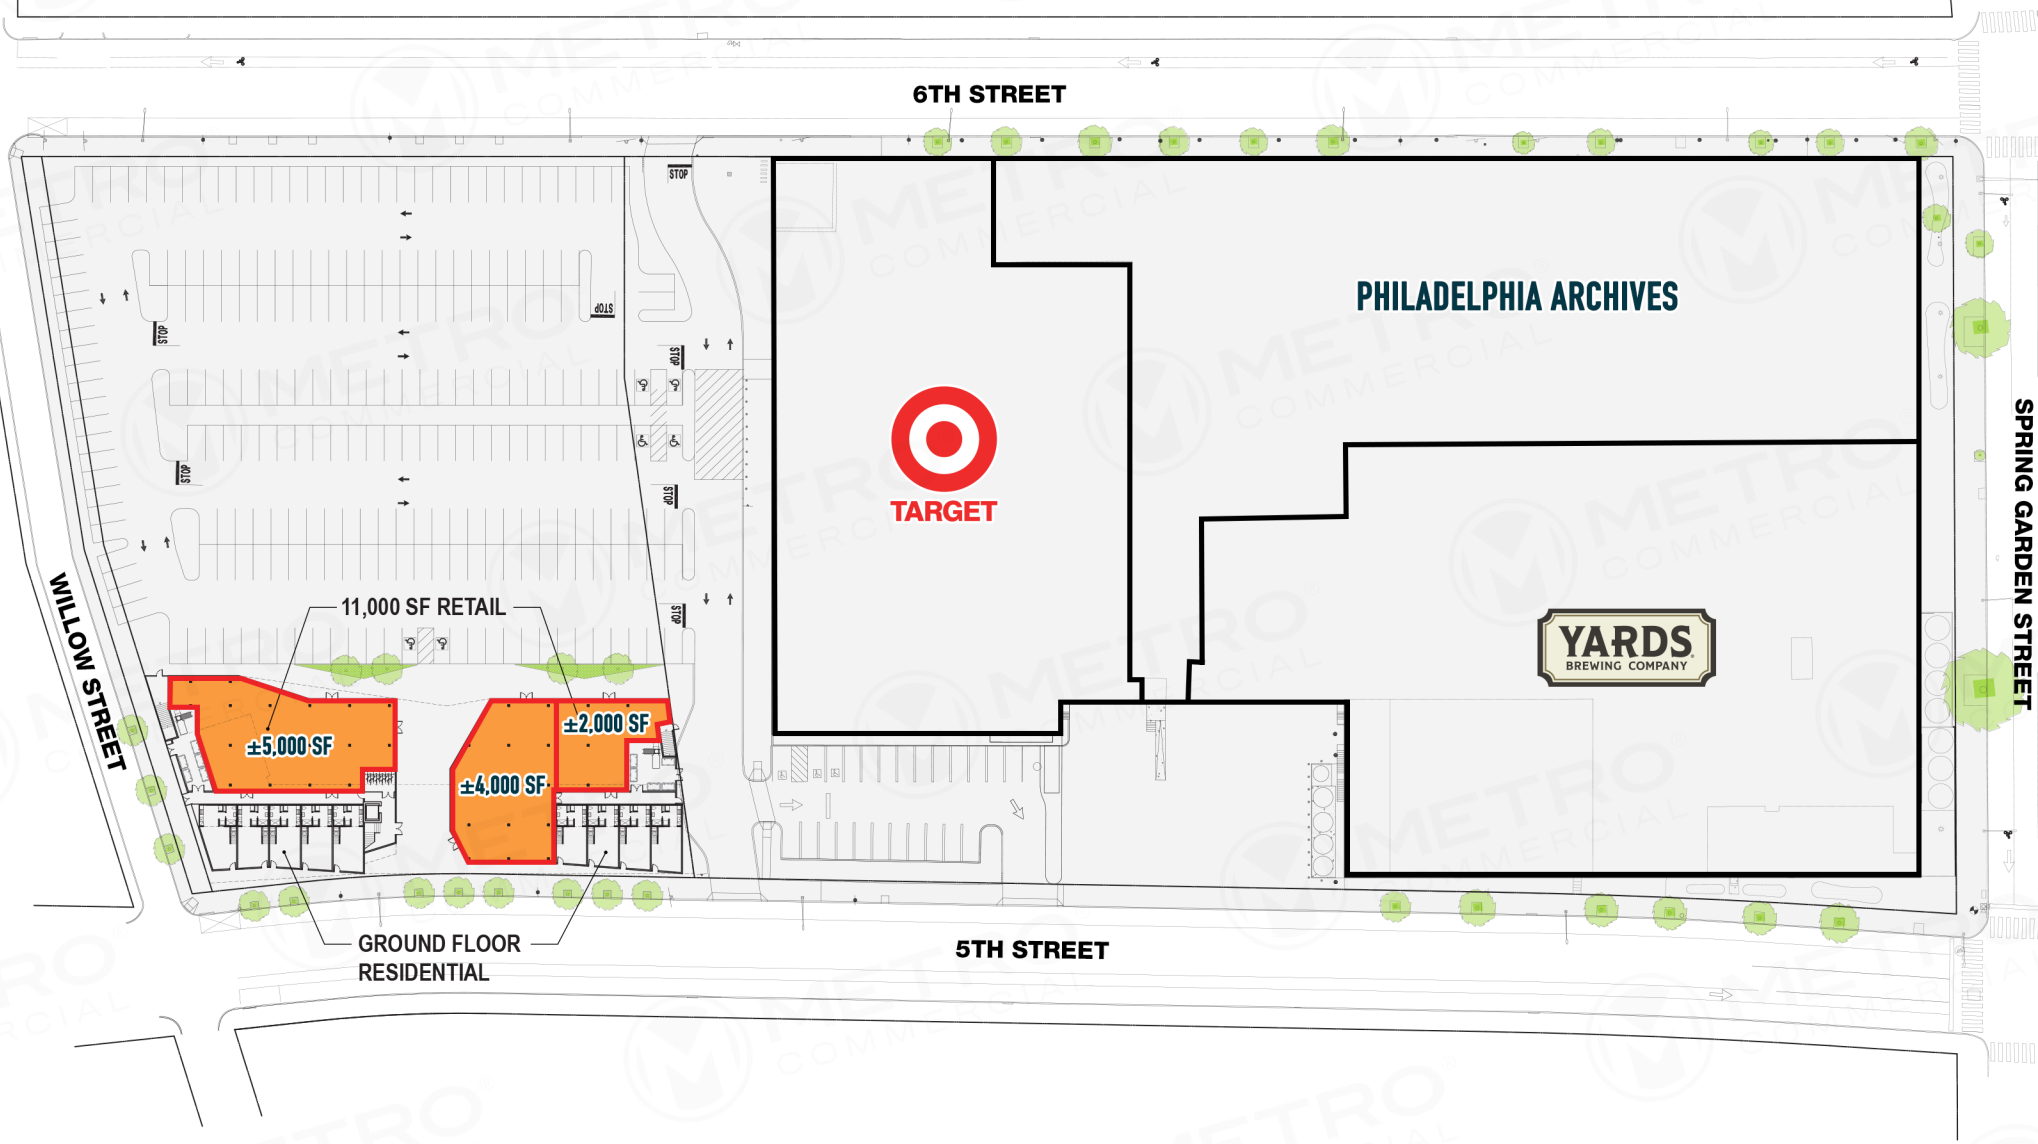 METRO
COMMERCIAL
6TH STREET
STOP
PHILADELPHIA ARCHIVES
STOP
STOP
STOP
TARGET
STOP
STOP
SPRING GARDEN STREET
WILLOW STREET
11,000 SF RETAIL
STOP
YARDS
BREWING COMPANY
±5,000 SF
±2,000 SF
±4,000 SF
GROUND FLOOR
RESIDENTIAL
5TH STREET